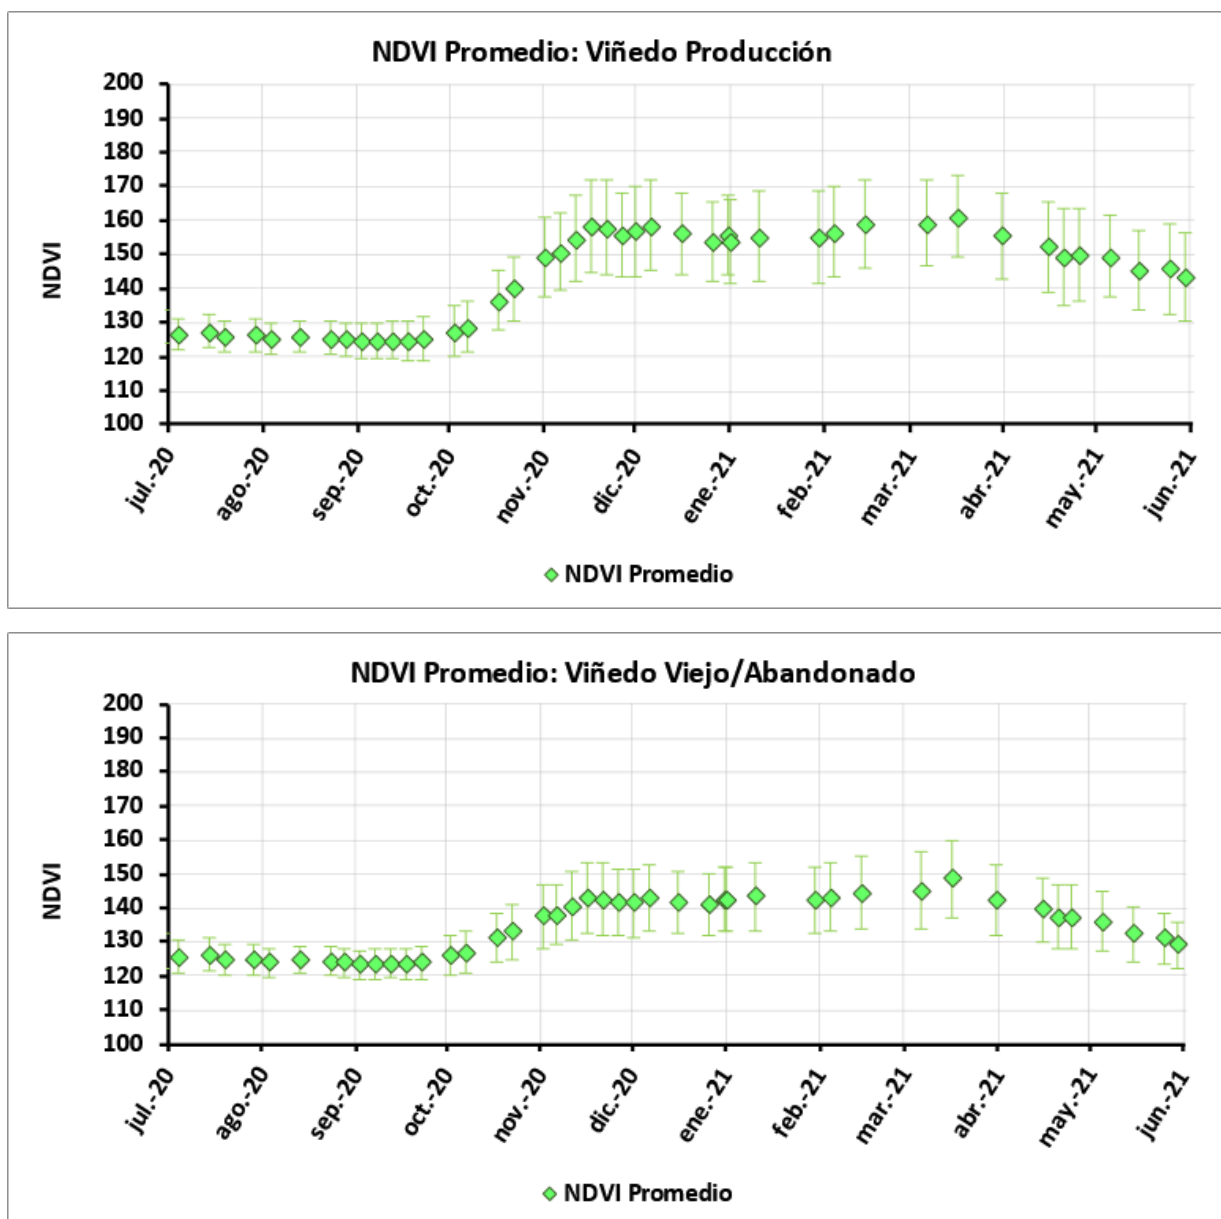 NDVI Promedio: Viñedo Producción
NDVI
200
190
180
170
160
150
140
130
120
110
100
jul.-20
ago.-20
sep.-20
oct.-20
nov.-20
dic.-20
ene.-21
feb.-21
mar.-21
abr.-21
may.-21
jun.-21
NDVI Promedio
NDVI Promedio: Viñedo Viejo/Abandonado
NDVI
200
190
180
170
160
150
140
130
120
110
100
jul.-20
ago.-20
sep.-20
oct.-20
nov.-20
dic.-20
ene.-21
feb.-21
mar.-21
abr.-21
may.-21
jun.-21
NDVI Promedio